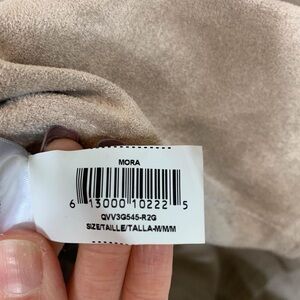 MORA
6 13000 10222 5
QVV3G545-R2G
SIZE/TAILLE/TALLA-M/M/M